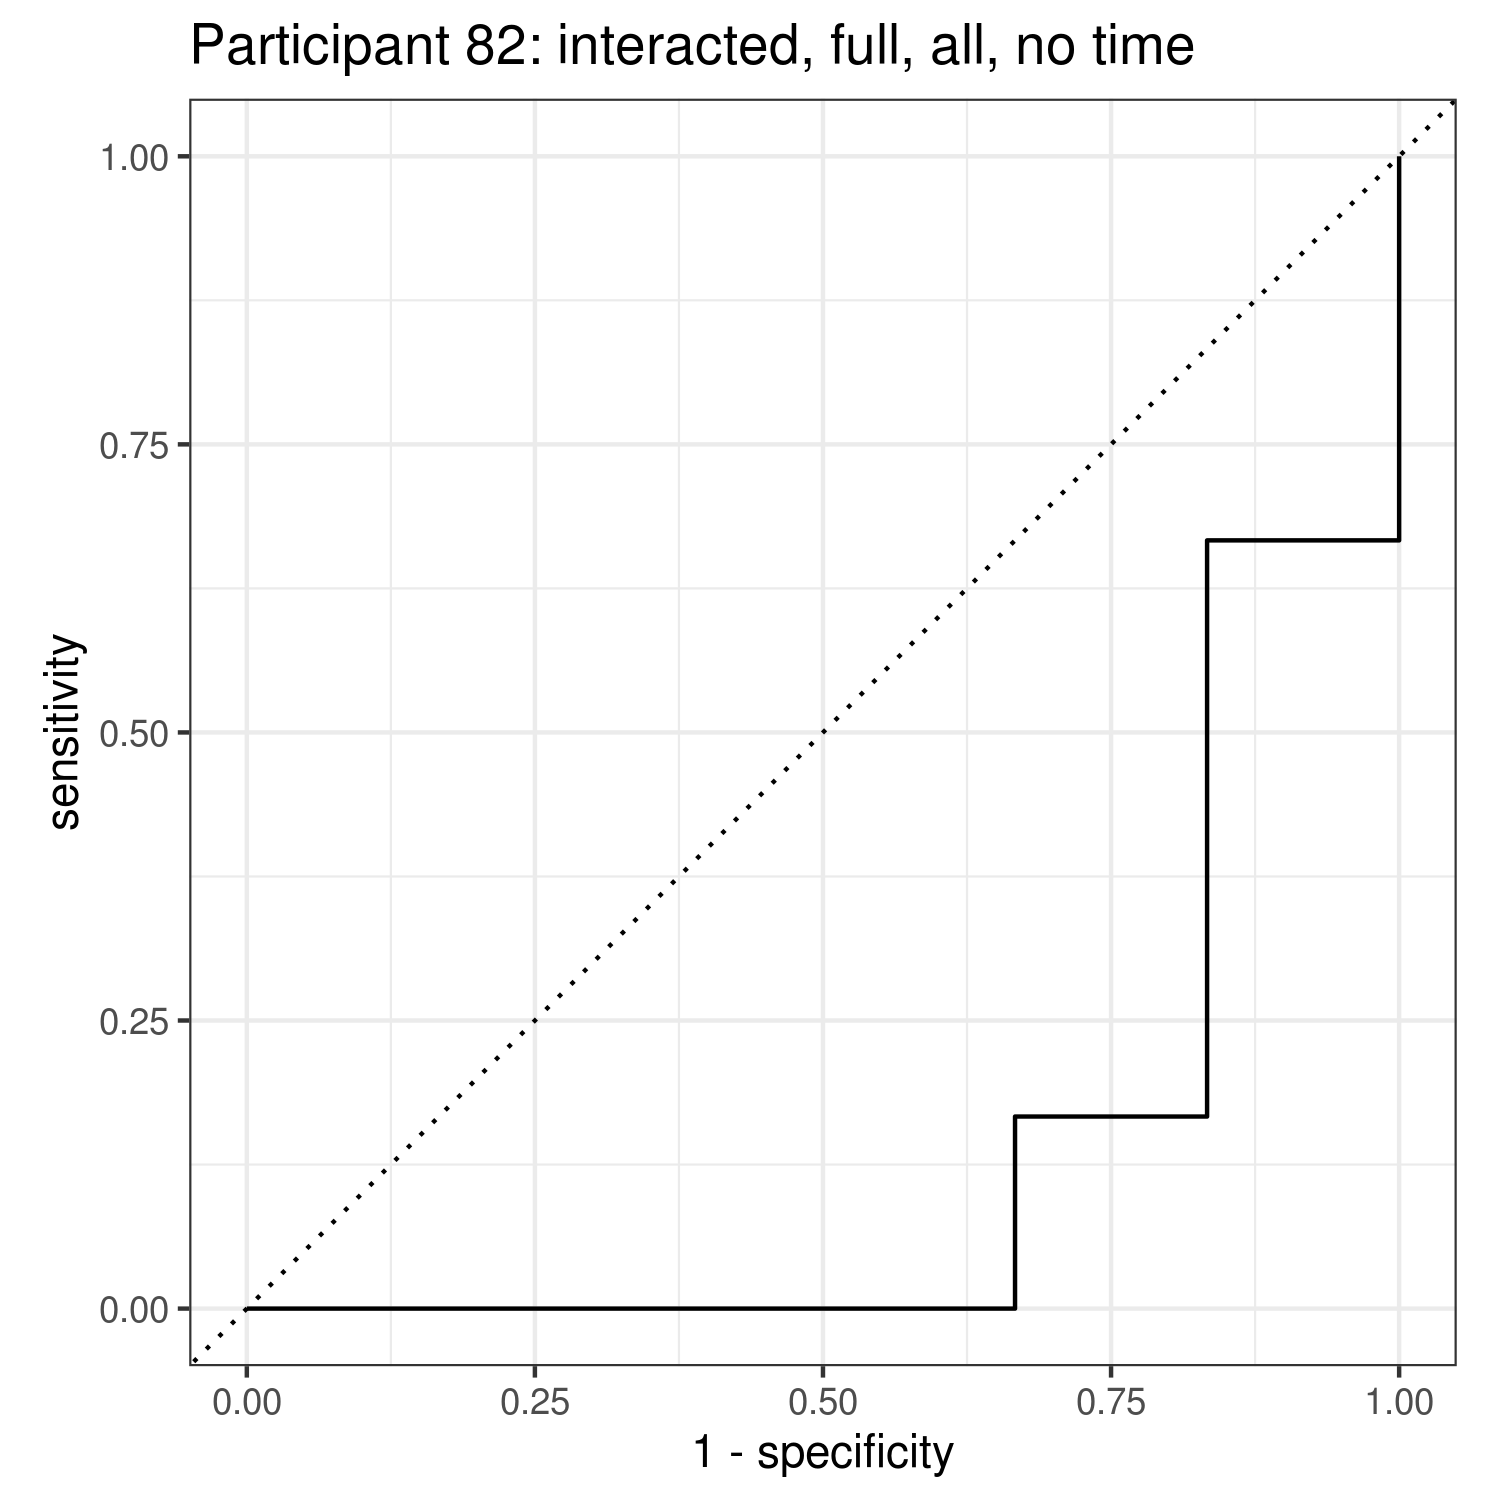 Participant 82: interacted, full, all, no time
1.00
0.75
0.50
0.25
0.00
sensitivity
0.00 0.25 0.50 0.75 1.00
1 - specificity